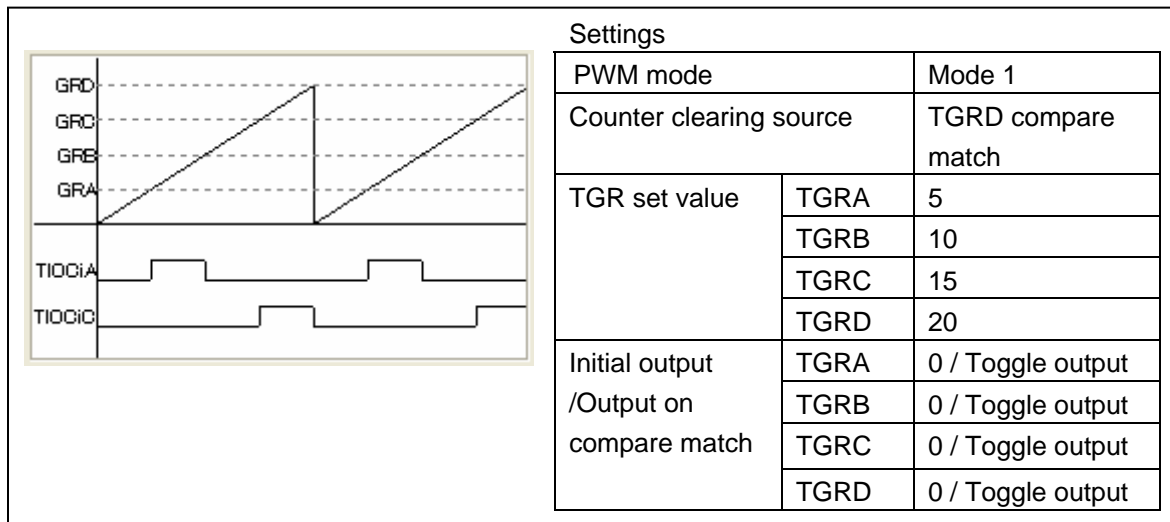 GRD
GRC
GRB
GRA
TIOCiA
TIOCiC
Settings
PWM mode Mode 1
Counter clearing source TGRD compare
match
TGR set value TGRA 5
TGRB 10
TGRC 15
TGRD 20
Initial output TGRA 0 / Toggle output
/Output on TGRB 0 / Toggle output
compare match TGRC 0 / Toggle output
TGRD 0 / Toggle output